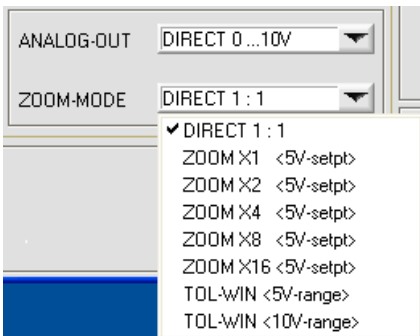 ANALOG-OUT DIRECT 0 ...10V
ZOOM-MODE DIRECT 1 : 1
✔ DIRECT 1 : 1
ZOOM X1 <5V-setpt>
ZOOM X2 <5V-setpt>
ZOOM X4 <5V-setpt>
ZOOM X8 <5V-setpt>
ZOOM X16 <5V-setpt>
TOL-WIN <5V-range>
TOL-WIN <10V-range>